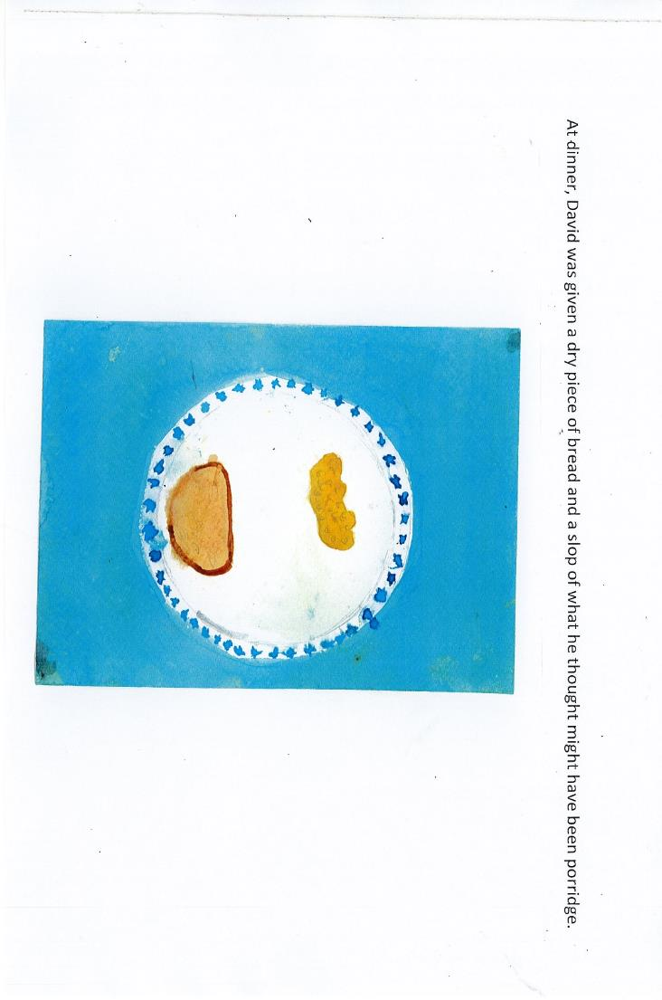 At dinner, David was given a dry piece of bread and a slop of what he thought might have been porridge.